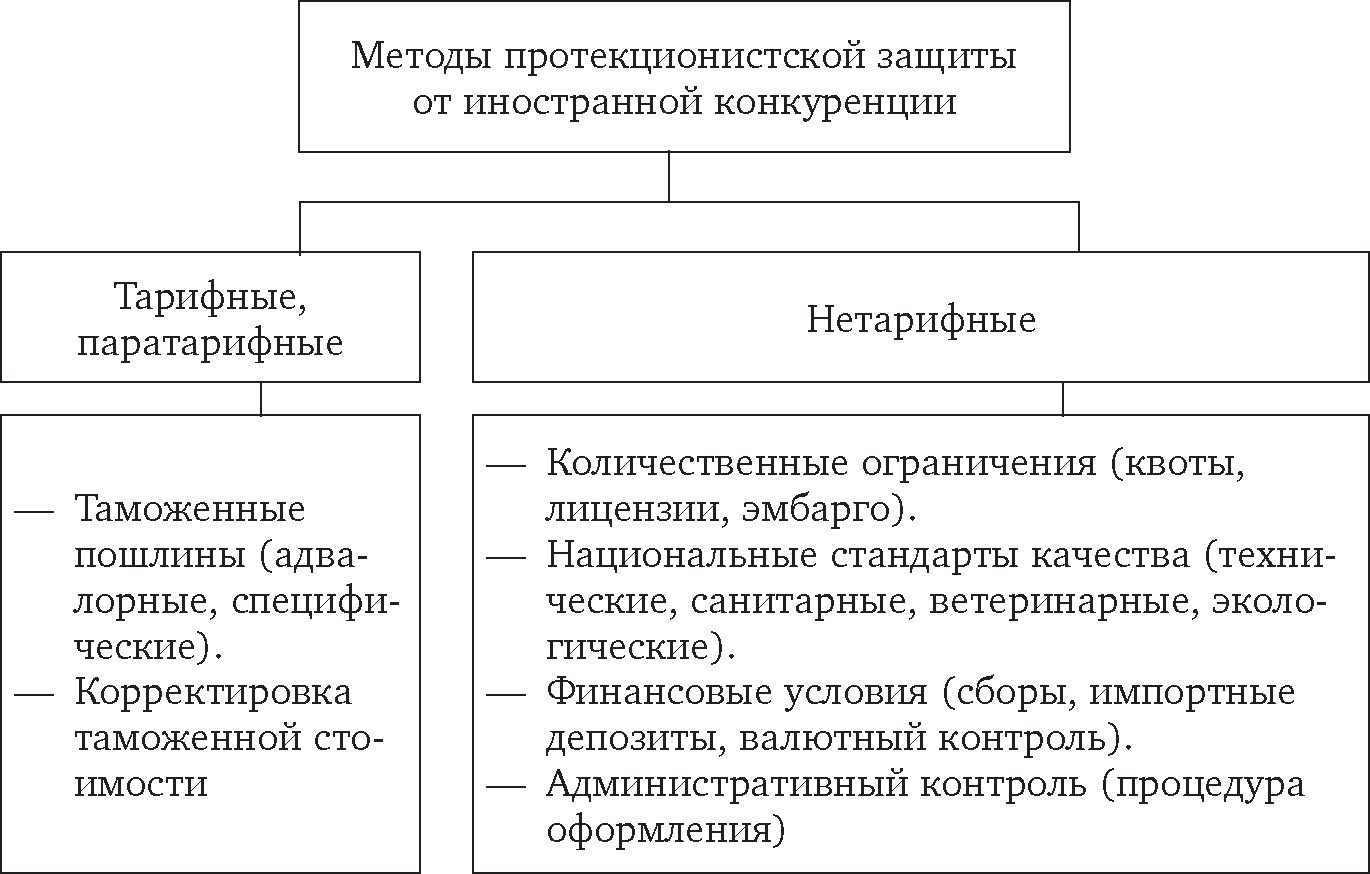 Методы протекционистской защиты
от иностранной конкуренции
Тарифные,
паратарифные
Нетарифные
— Таможенные
пошлины (адва-
лорные, специфи-
ческие).
— Корректировка
таможенной сто-
имости
— Количественные ограничения (квоты,
лицензии, эмбарго).
— Национальные стандарты качества (техни-
ческие, санитарные, ветеринарные, эколо-
гические).
— Финансовые условия (сборы, импортные
депозиты, валютный контроль).
— Административный контроль (процедура
оформления)